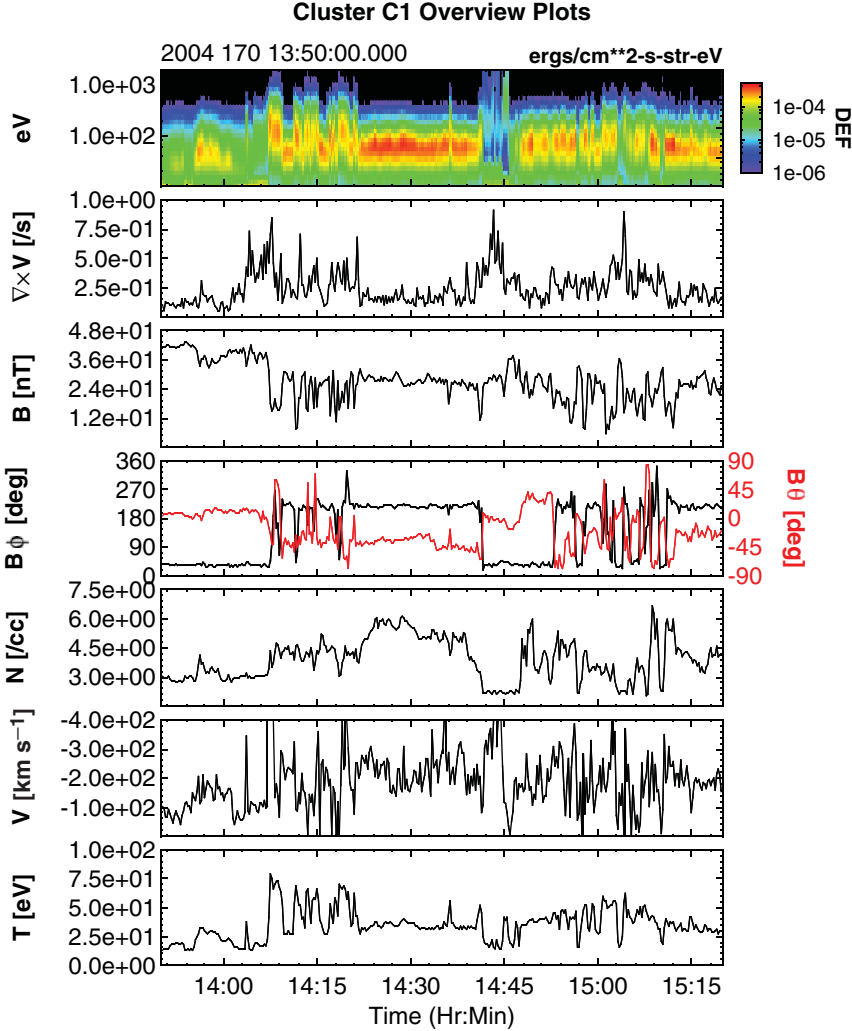 Cluster C1 Overview Plots
2004 170 13:50:00.000
ergs/cm**2-s-str-eV
eV
1.0e+03
1.0e+02
1e-04
1e-05
1e-06
DEF
∇×V [/s]
1.0e+00
7.5e-01
5.0e-01
2.5e-01
B [nT]
4.8e+01
3.6e+01
2.4e+01
1.2e+01
B ϕ [deg]
360
270
180
90
0
90
45
0
-45
-90
B θ [deg]
N [/cc]
7.5e+00
6.0e+00
4.5e+00
3.0e+00
V [km s⁻¹]
-4.0e+02
-3.0e+02
-2.0e+02
-1.0e+02
T [eV]
1.0e+02
7.5e+01
5.0e+01
2.5e+01
0.0e+00
14:00 14:15 14:30 14:45 15:00 15:15
Time (Hr:Min)